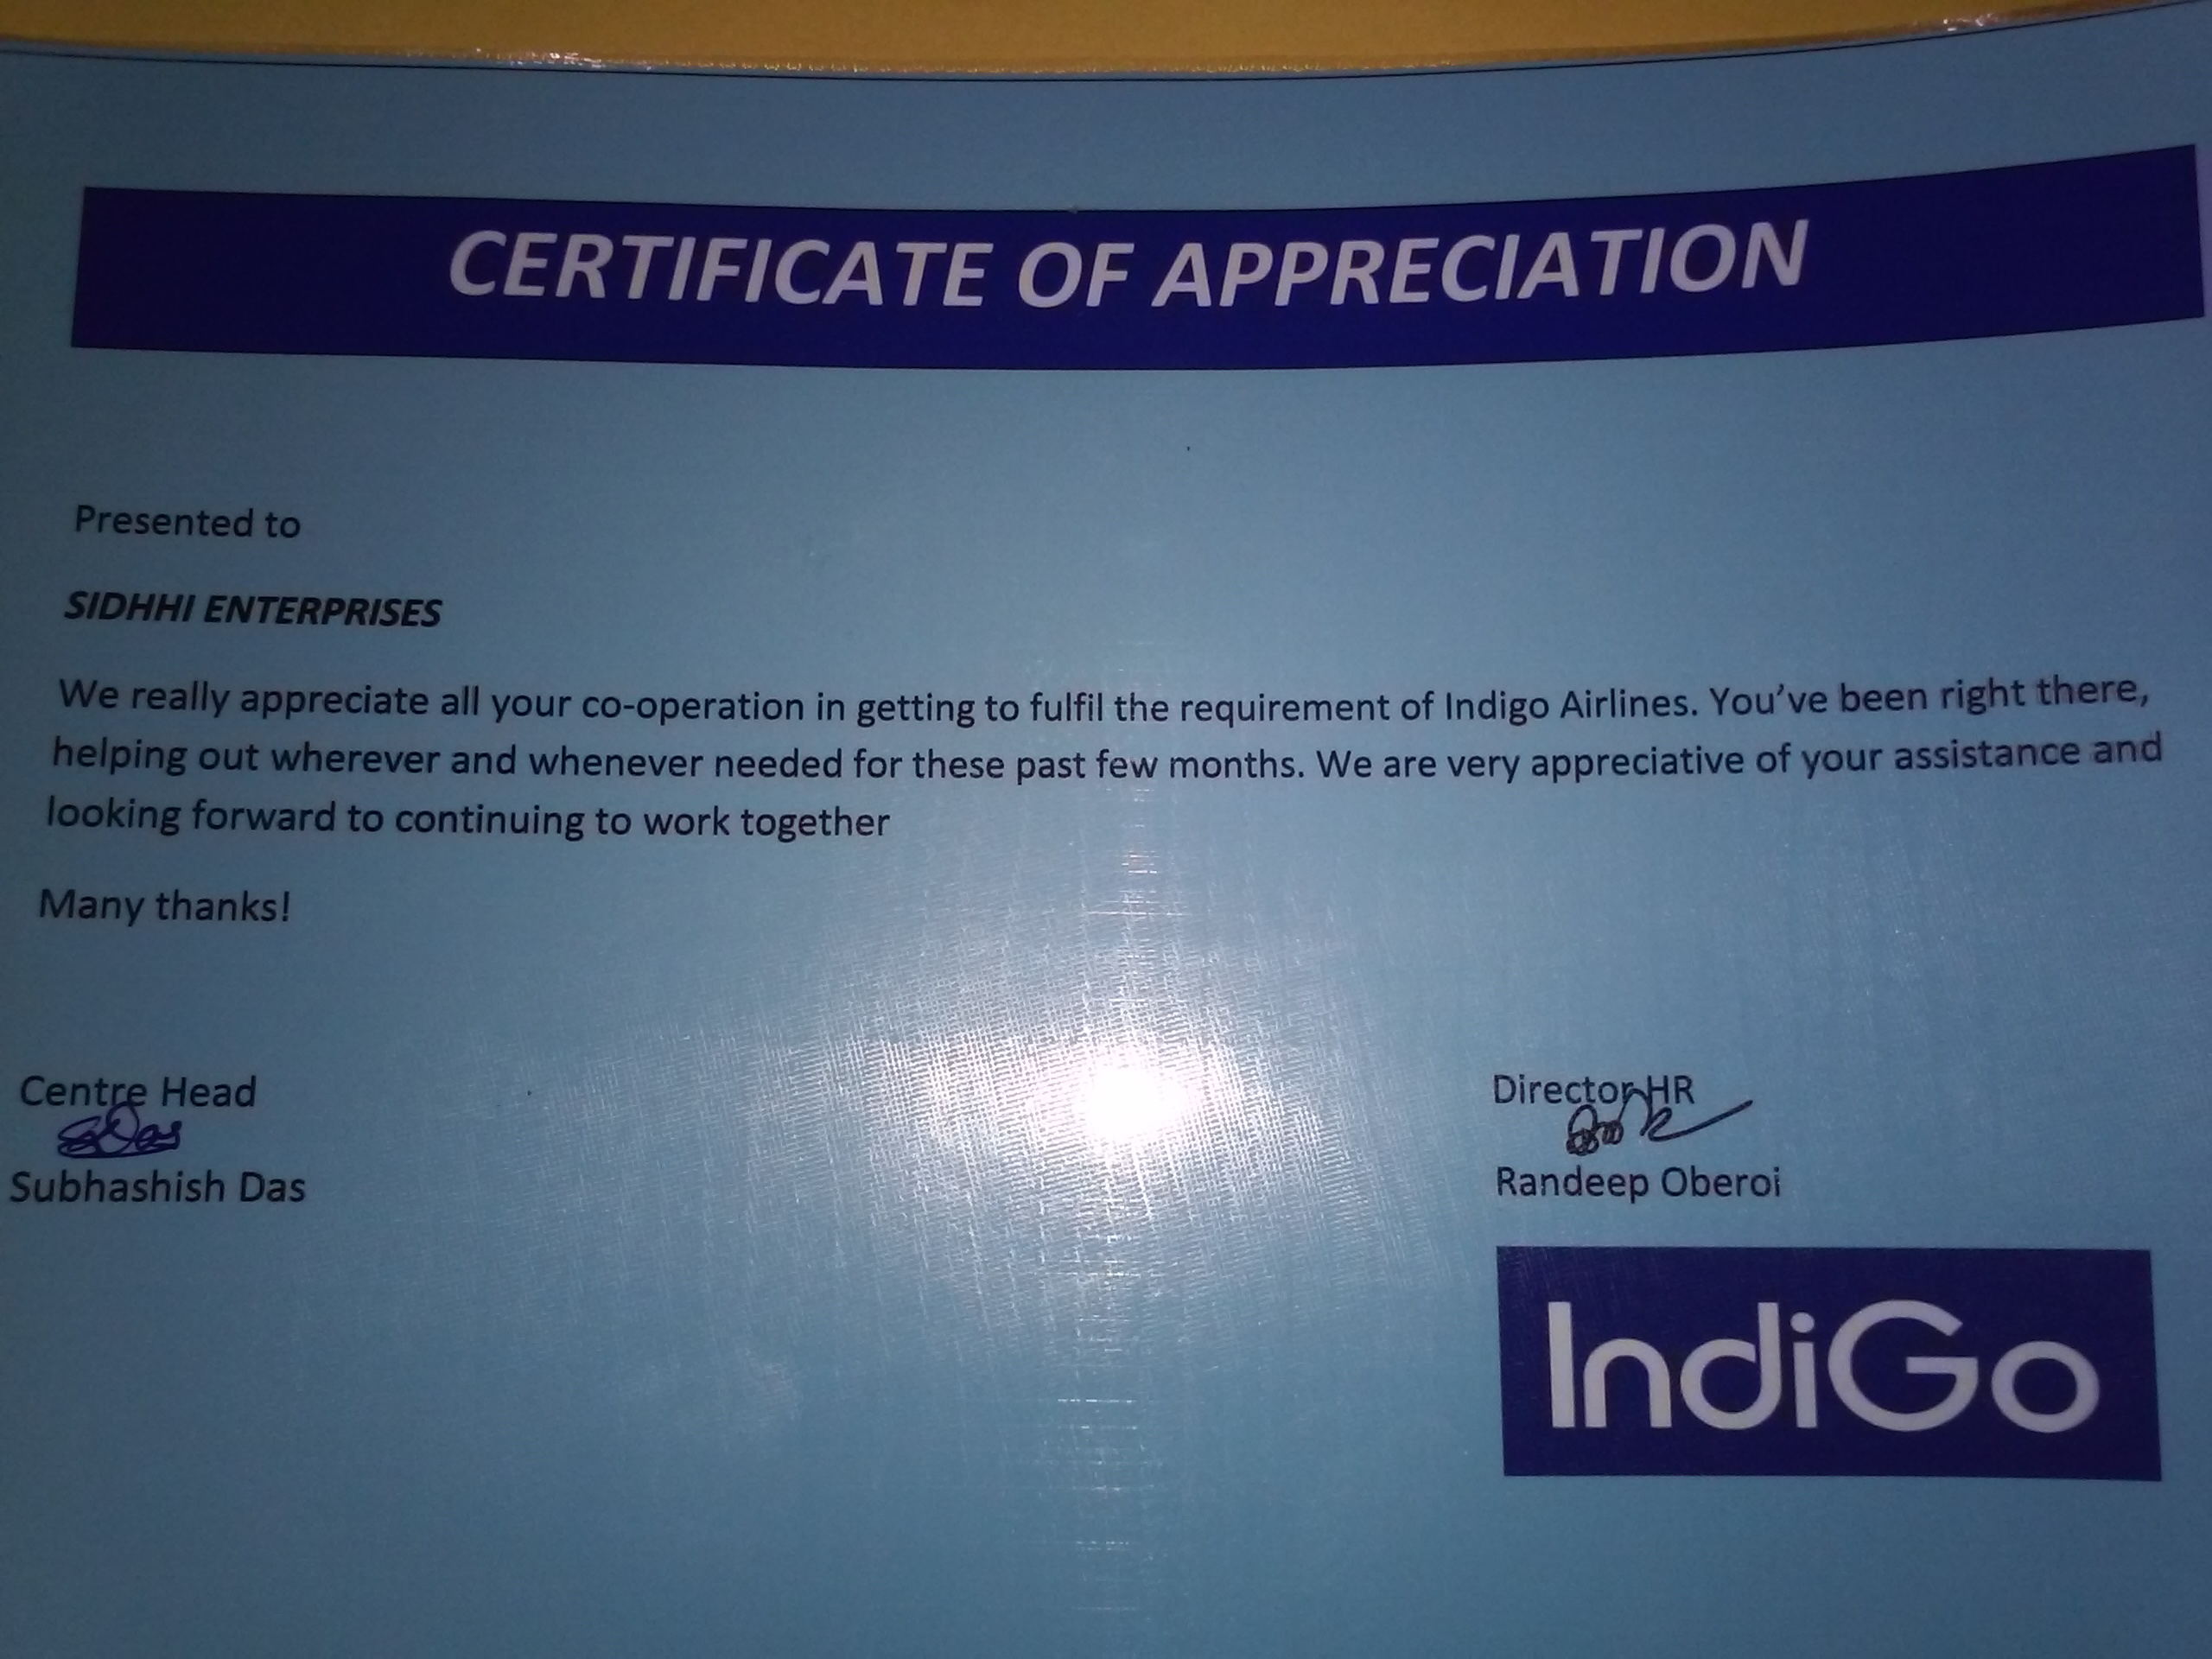 CERTIFICATE OF APPRECIATION
Presented to
SIDHHI ENTERPRISES
We really appreciate all your co-operation in getting to fulfil the requirement of Indigo Airlines. You've been right there,
helping out wherever and whenever needed for these past few months. We are very appreciative of your assistance and
looking forward to continuing to work together
Many thanks!
Centre Head
Subhashish Das
Director HR
Randeep Oberoi
IndiGo